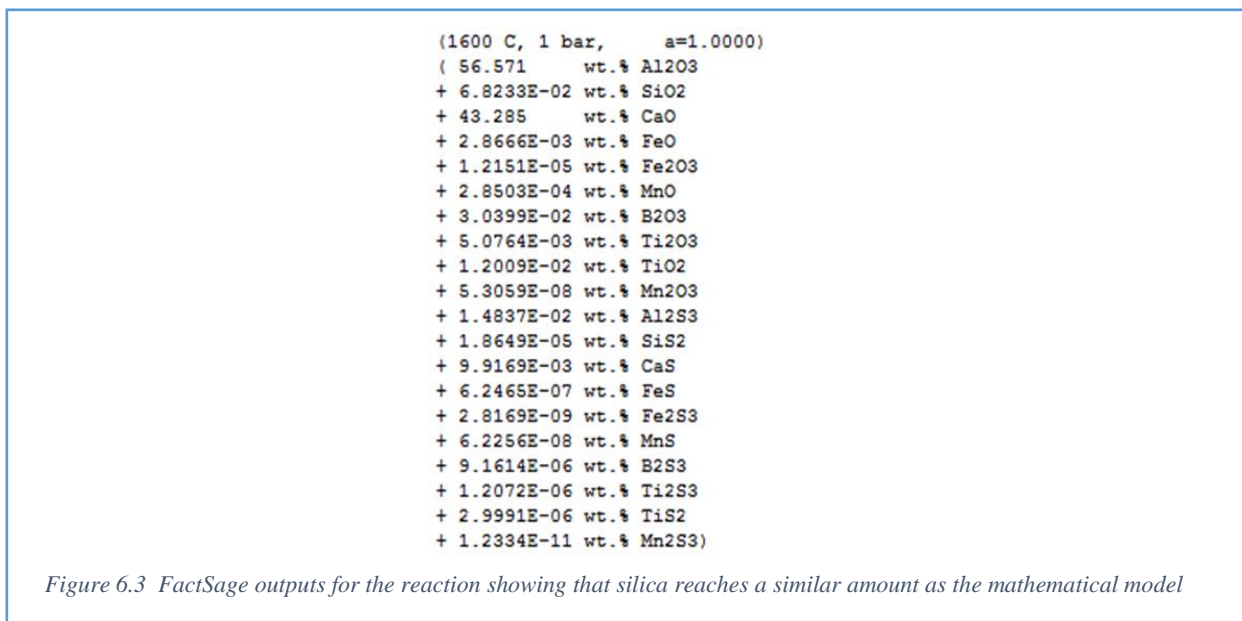 (1600 C, 1 bar, a=1.0000)
( 56.571 wt.% Al2O3
+ 6.8233E-02 wt.% SiO2
+ 43.285 wt.% CaO
+ 2.8666E-03 wt.% FeO
+ 1.2151E-05 wt.% Fe2O3
+ 2.8503E-04 wt.% MnO
+ 3.0399E-02 wt.% B2O3
+ 5.0764E-03 wt.% Ti2O3
+ 1.2009E-02 wt.% TiO2
+ 5.3059E-08 wt.% Mn2O3
+ 1.4837E-02 wt.% Al2S3
+ 1.8649E-05 wt.% SiS2
+ 9.9169E-03 wt.% CaS
+ 6.2465E-07 wt.% FeS
+ 2.8169E-09 wt.% Fe2S3
+ 6.2256E-08 wt.% MnS
+ 9.1614E-06 wt.% B2S3
+ 1.2072E-06 wt.% Ti2S3
+ 2.9991E-06 wt.% TiS2
+ 1.2334E-11 wt.% Mn2S3)
Figure 6.3 FactSage outputs for the reaction showing that silica reaches a similar amount as the mathematical model